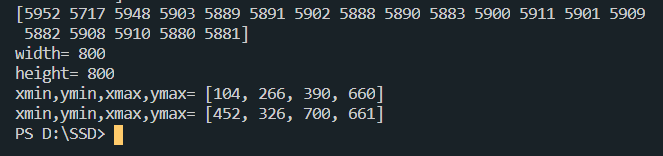 [5952 5717 5948 5903 5889 5891 5902 5888 5890 5883 5900 5911 5901 5909
5882 5908 5910 5880 5881]
width= 800
height= 800
xmin,ymin,xmax,ymax= [104, 266, 390, 660]
xmin,ymin,xmax,ymax= [452, 326, 700, 661]
PS D:\SSD>